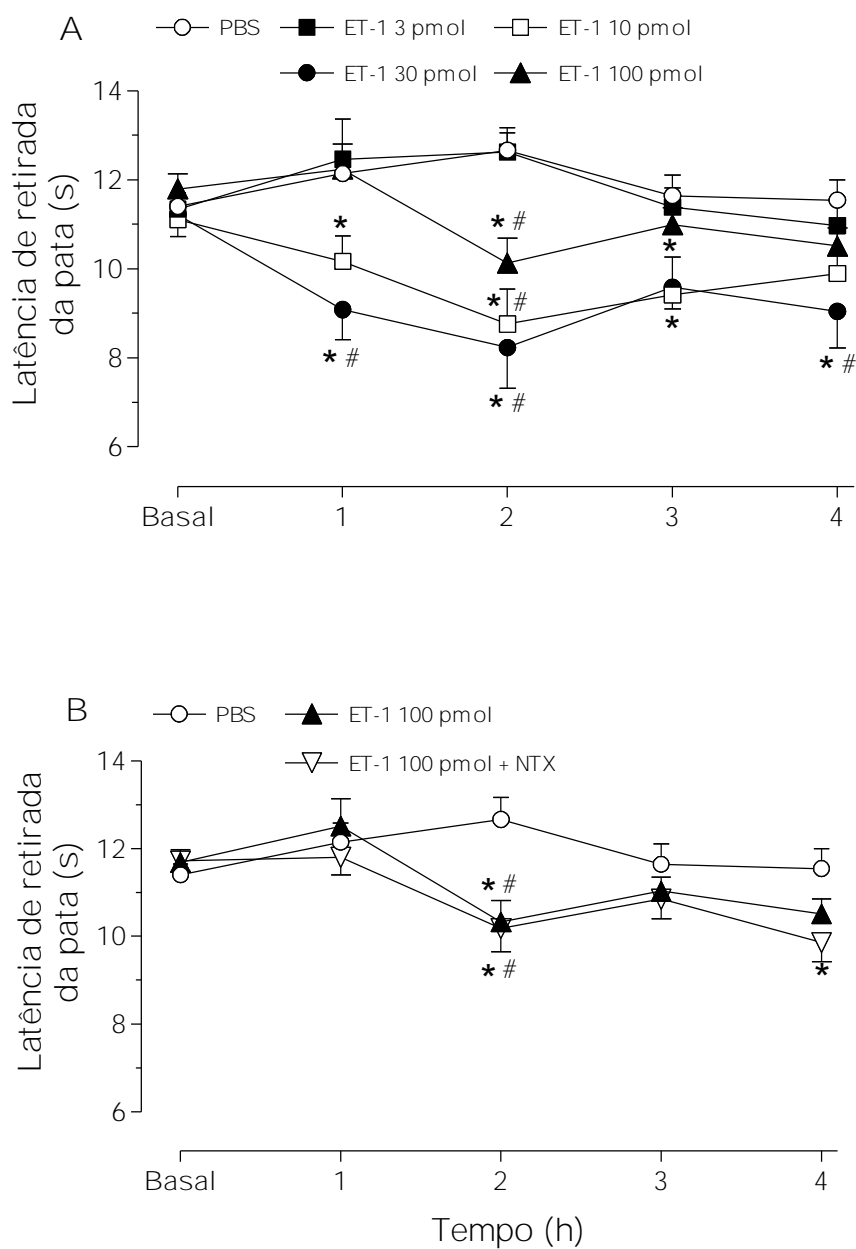 A
PBS ET-1 3 pmol ET-1 10 pmol
ET-1 30 pmol ET-1 100 pmol
Latência de retirada
da pata (s)
14
12
10
8
6
* * #
* * #
* # * * #
* #
Basal 1 2 3 4
B
PBS ET-1 100 pmol
ET-1 100 pmol + NTX
Latência de retirada
da pata (s)
14
12
10
8
6
* #
* # *
Basal 1 2 3 4
Tempo (h)